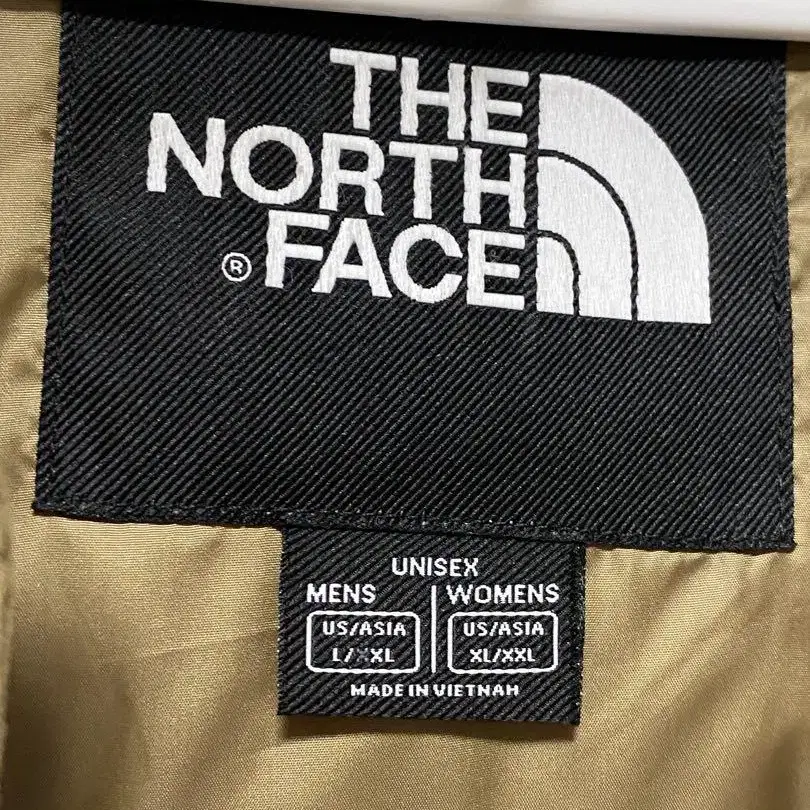 THE
NORTH
® FACE
UNISEX
MENS WOMENS
US/ASIA US/ASIA
L/XXL XL/XXL
MADE IN VIETNAM